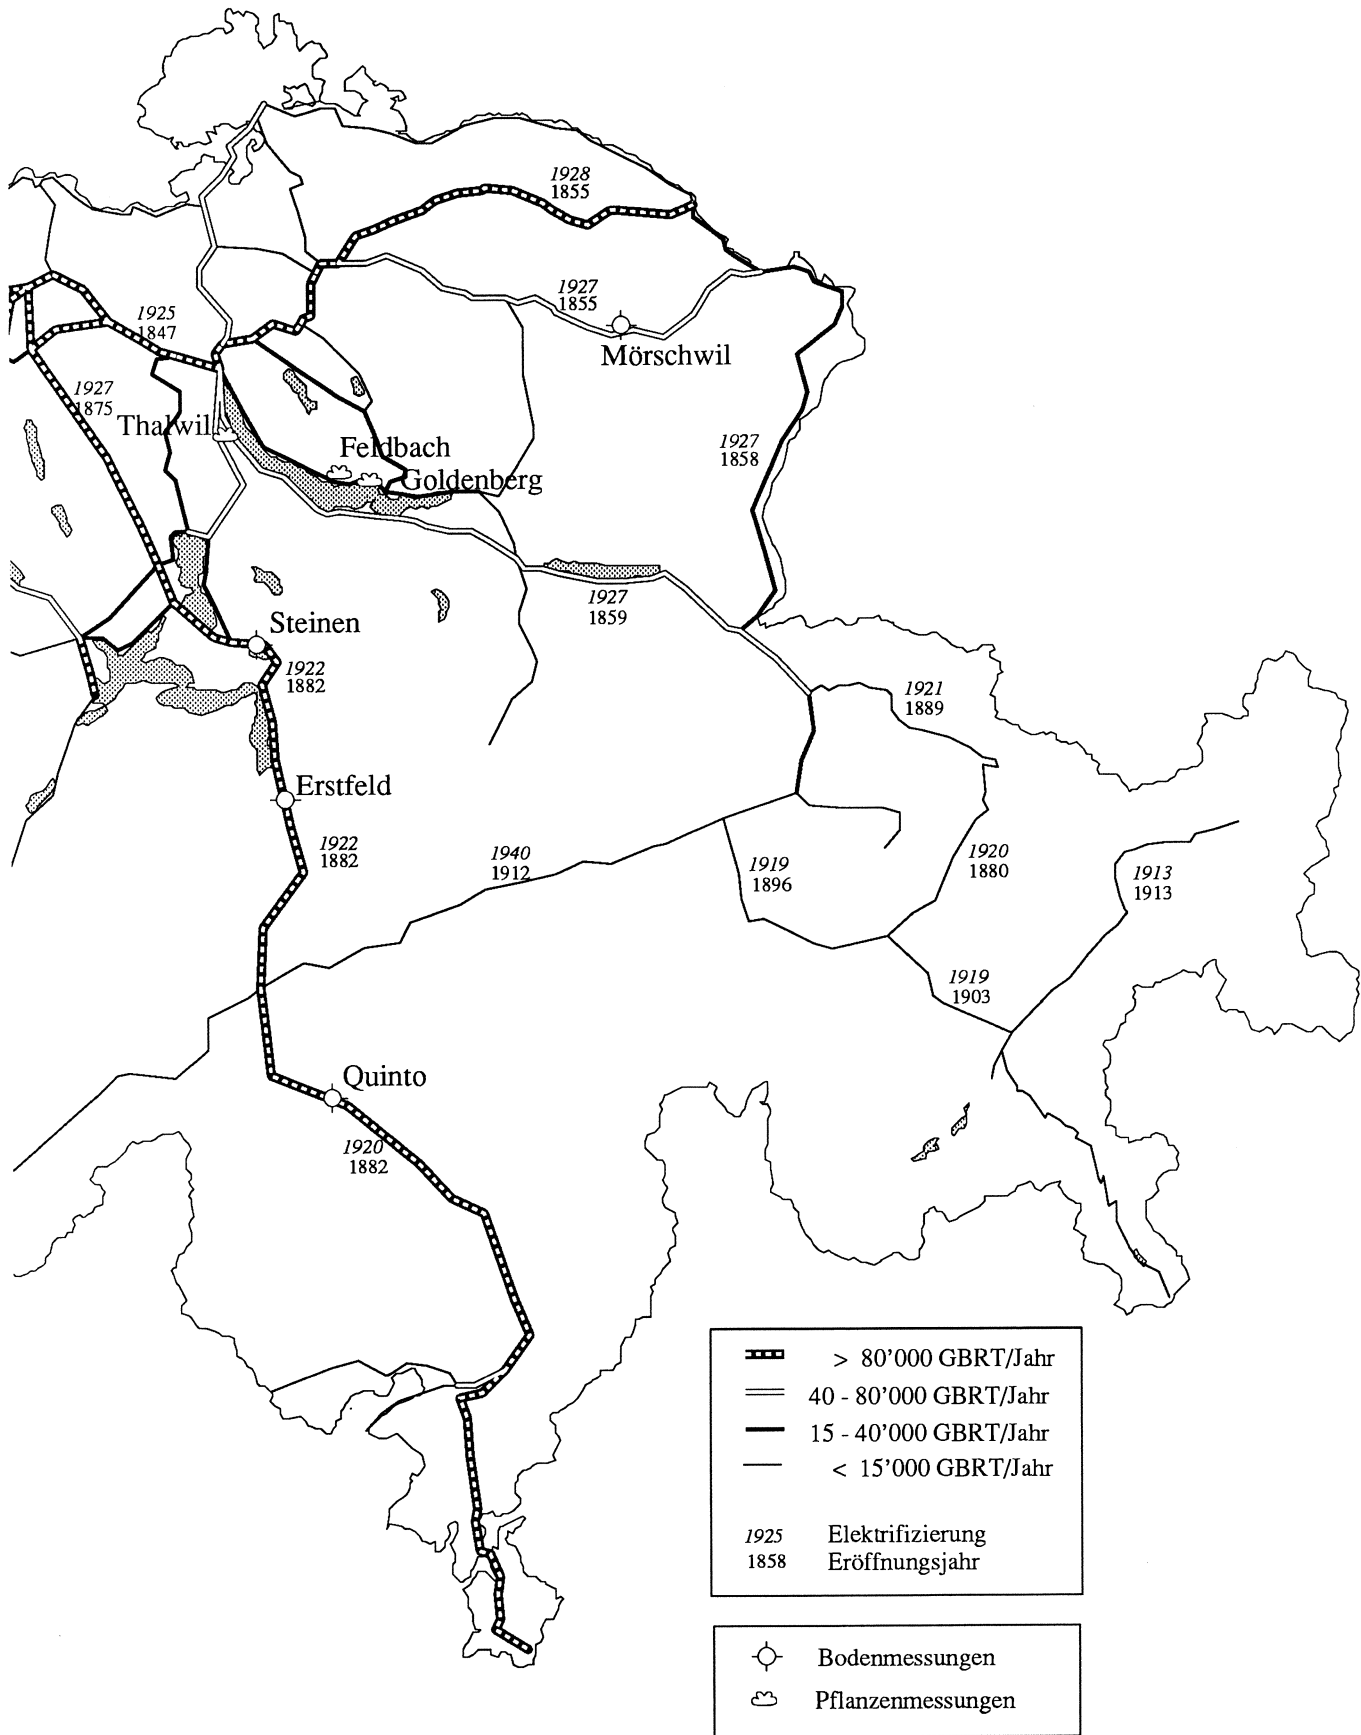 1928
1855
1927
1855
1925
1847
Mörschwil
1927
1875
Thalwil
Feldbach
1927
1858
Goldenberg
1927
1859
Steinen
1922
1882
1921
1889
Erstfeld
1922
1882
1940
1912
1919
1896
1920
1880
1913
1913
1919
1903
Quinto
1920
1882
> 80'000 GBRT/Jahr
40 - 80'000 GBRT/Jahr
15 - 40'000 GBRT/Jahr
< 15'000 GBRT/Jahr
1925 Elektrifizierung
1858 Eröffnungsjahr
Bodenmessungen
Pflanzenmessungen